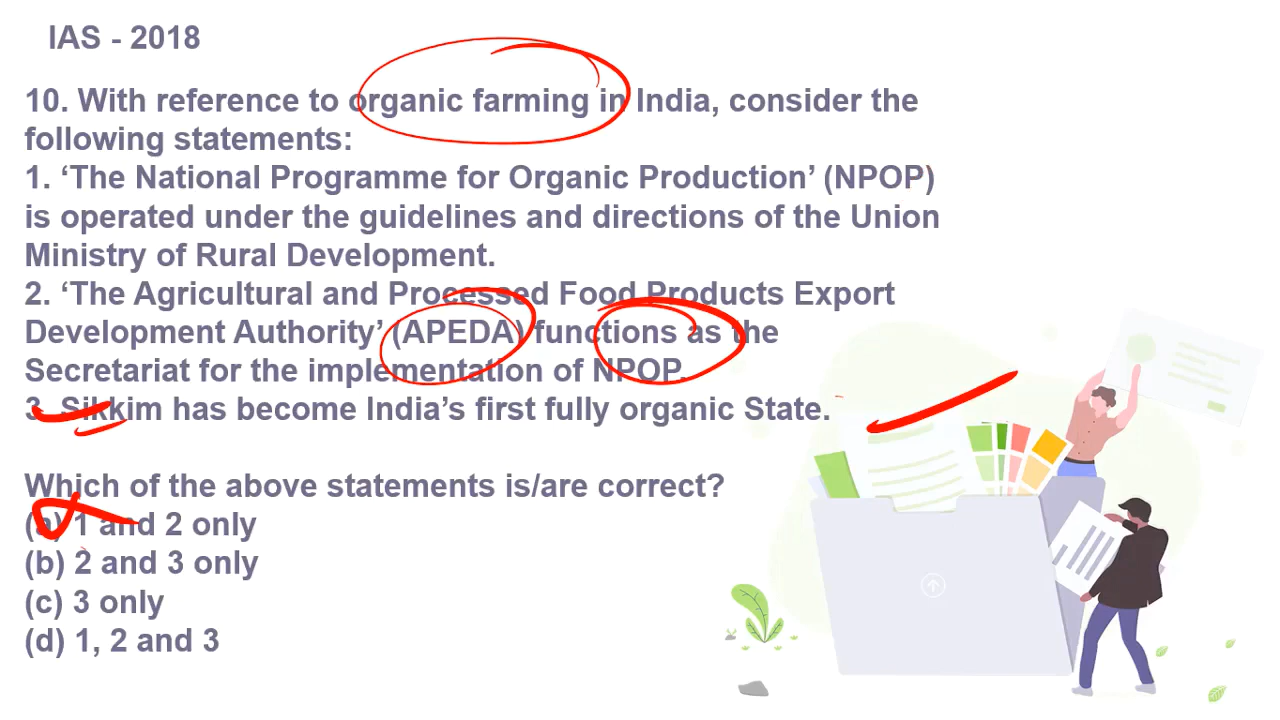 IAS - 2018
10. With reference to organic farming in India, consider the
following statements:
1. ‘The National Programme for Organic Production’ (NPOP)
is operated under the guidelines and directions of the Union
Ministry of Rural Development.
2. ‘The Agricultural and Processed Food Products Export
Development Authority’ (APEDA) functions as the
Secretariat for the implementation of NPOP.
3. Sikkim has become India’s first fully organic State.
Which of the above statements is/are correct?
(a) 1 and 2 only
(b) 2 and 3 only
(c) 3 only
(d) 1, 2 and 3